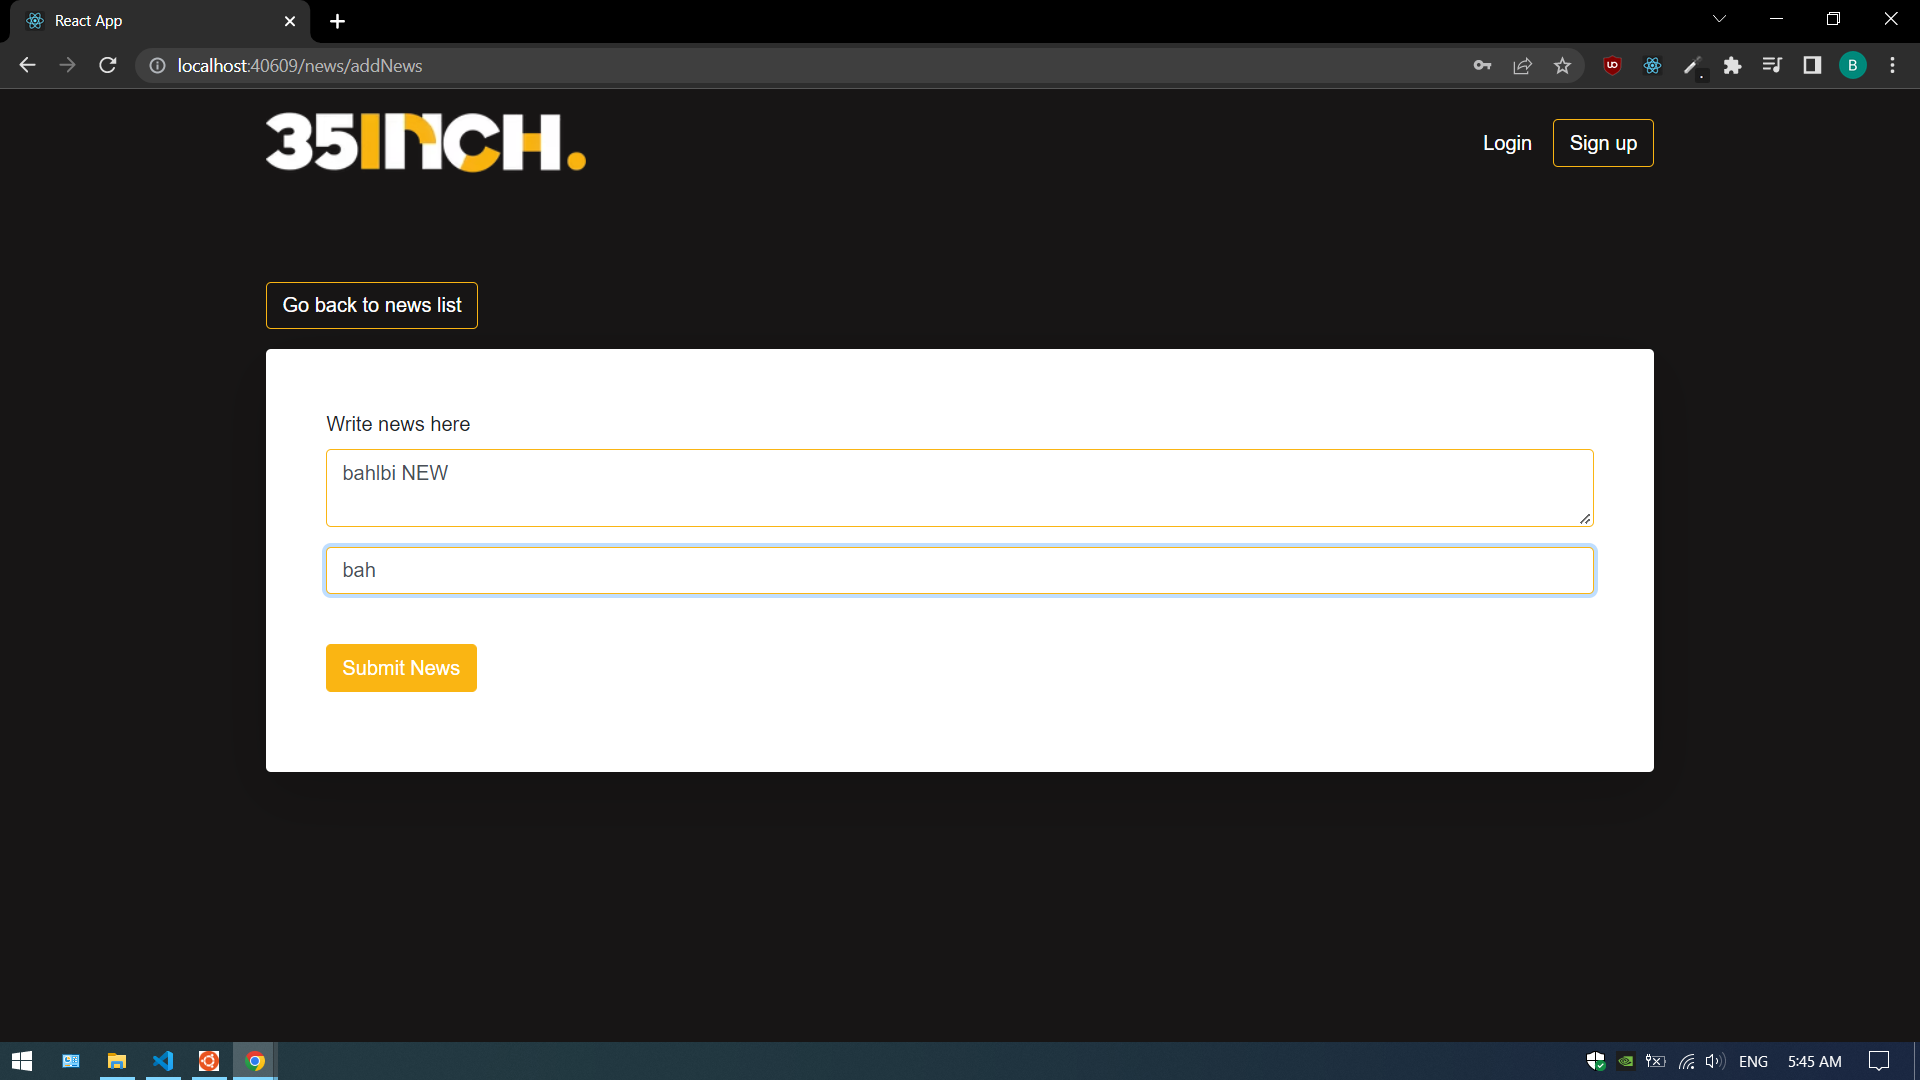 React App
localhost:40609/news/addNews
B
35INCH.
Login
Sign up
Go back to news list
Write news here
bahlbi NEW
bah
Submit News
ENG
5:45 AM